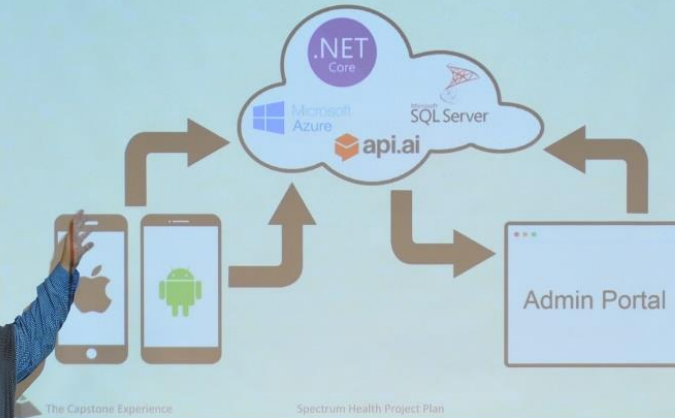 .NET
Core
Microsoft
Azure
Microsoft
SQL Server
api.ai
Admin Portal
The Capstone Experience
Spectrum Health Project Plan